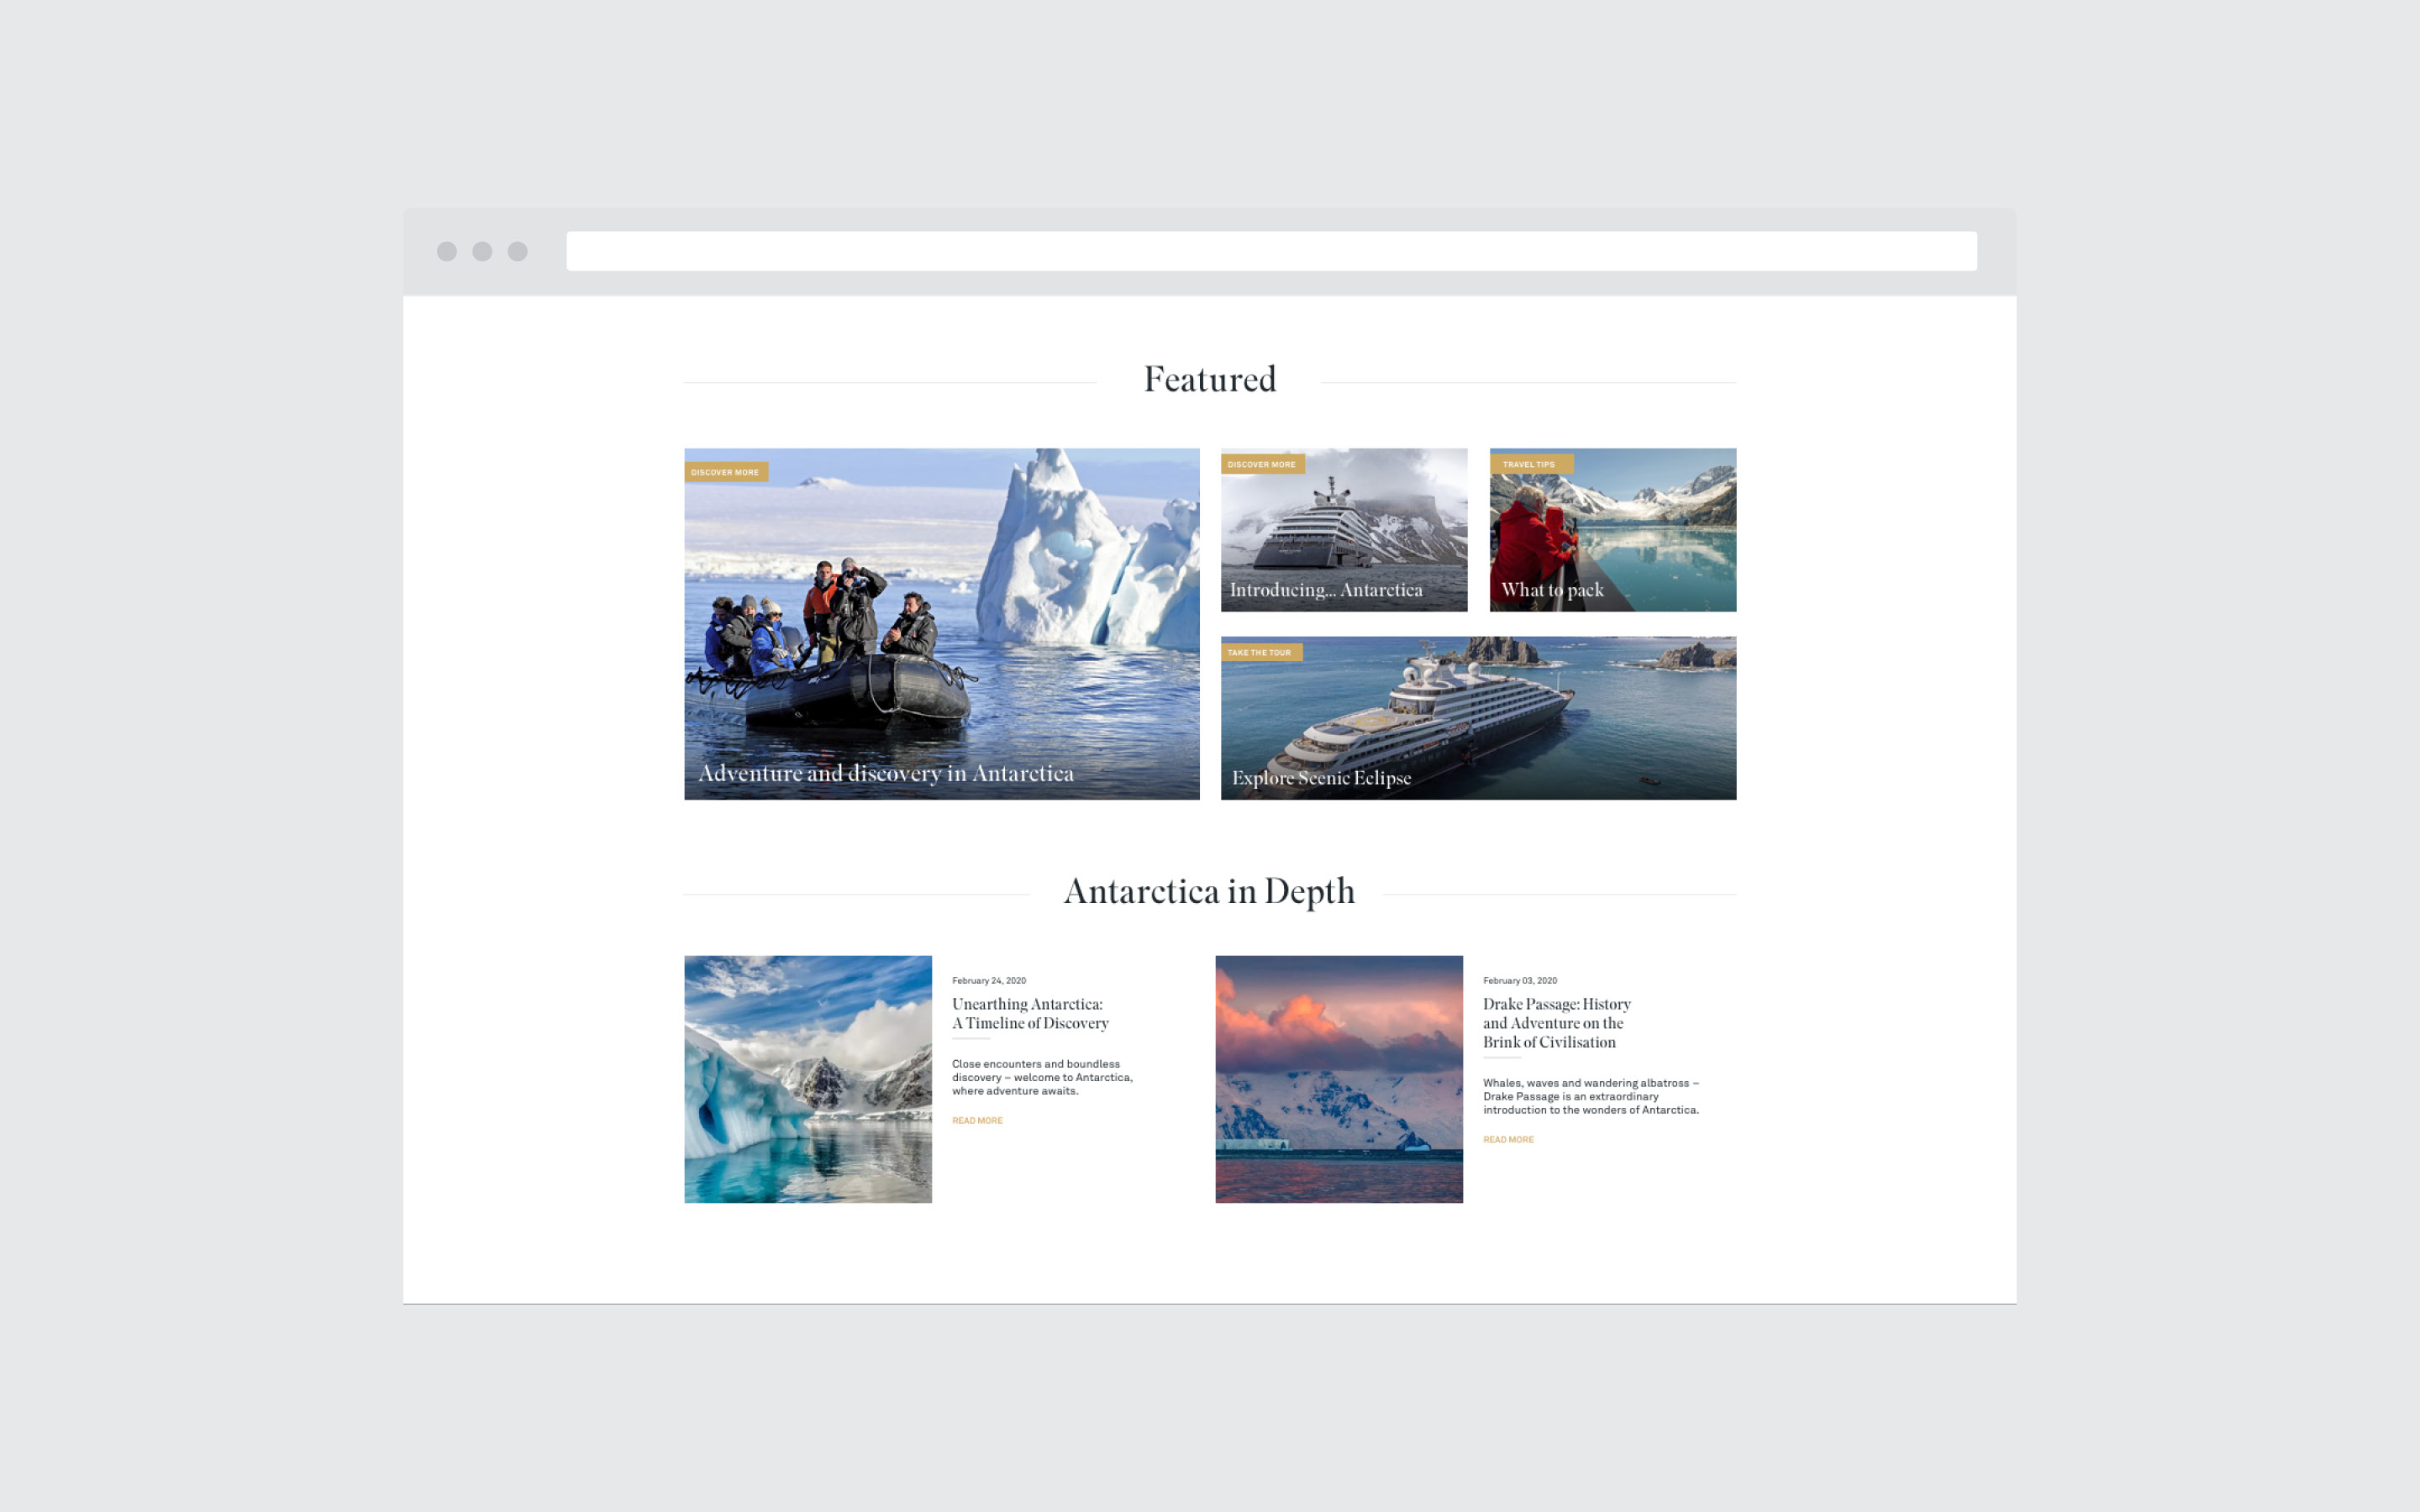 Featured
DISCOVER MORE
Adventure and discovery in Antarctica
DISCOVER MORE
Introducing... Antarctica
TRAVEL TIPS
What to pack
TAKE THE TOUR
Explore Scenic Eclipse
Antarctica in Depth
February 24, 2020
Unearthing Antarctica:
A Timeline of Discovery
Close encounters and boundless
discovery – welcome to Antarctica,
where adventure awaits.
READ MORE
February 03, 2020
Drake Passage: History
and Adventure on the
Brink of Civilisation
Whales, waves and wandering albatross –
Drake Passage is an extraordinary
introduction to the wonders of Antarctica.
READ MORE